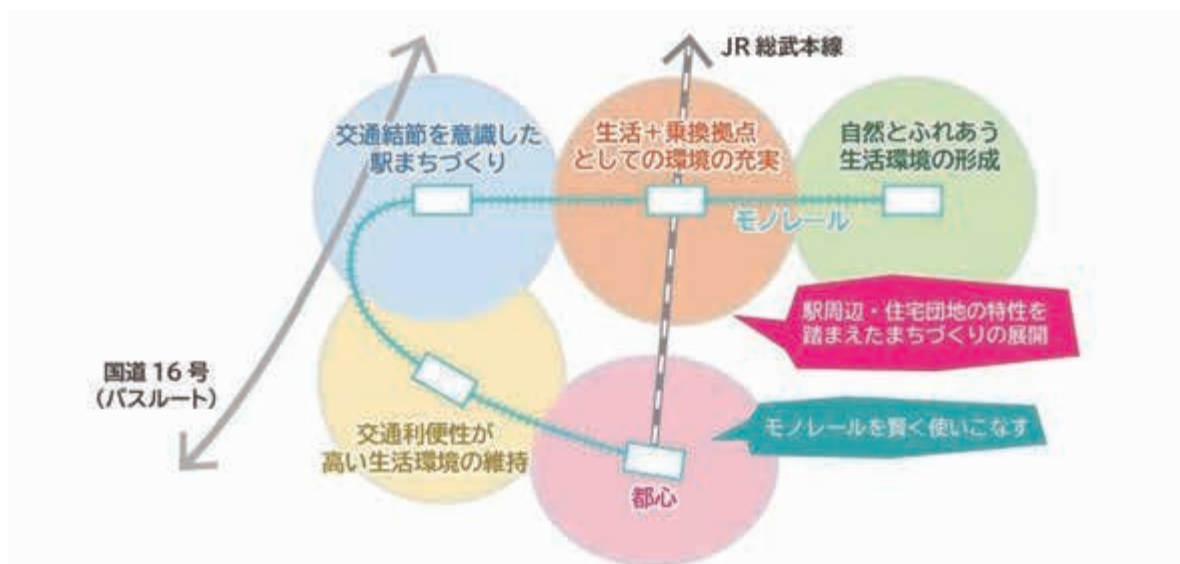 JR 総武本線
交通結節を意識した
駅まちづくり
生活+乗換拠点
としての環境の充実
自然とふれあう
生活環境の形成
モノレール
駅周辺・住宅団地の特性を
踏まえたまちづくりの展開
国道 16 号
(バスルート)
交通利便性が
高い生活環境の維持
モノレールを賢く使いこなす
都心